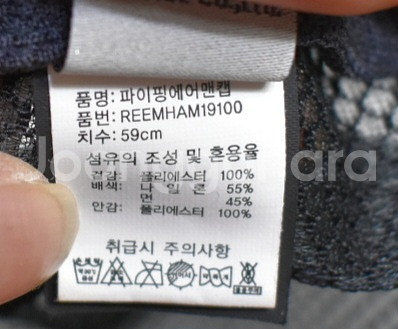 품명: 파이핑에어맨캡
품번: REEMHAM19100
치수: 59cm
섬유의 조성 및 혼용율
겉감: 폴리에스터 100%
배색: 나 일 론 55%
면 45%
안감: 폴리에스터 100%
취급시 주의사항